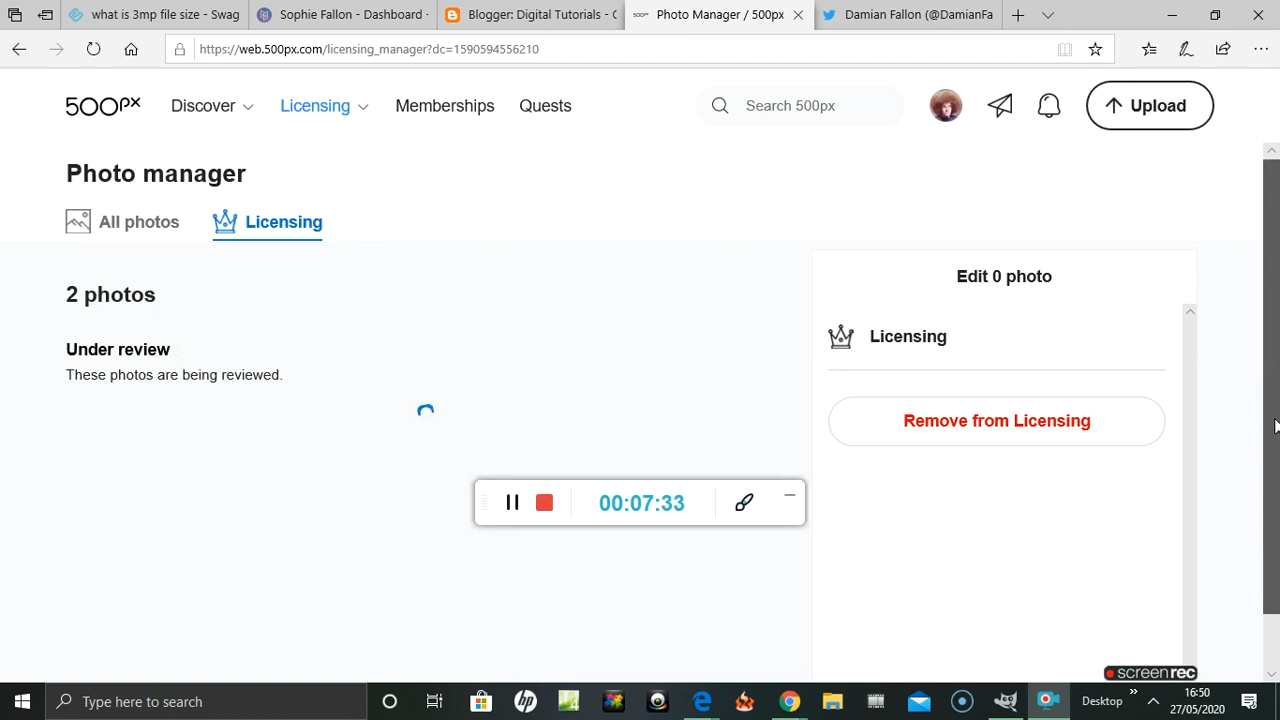 what is 3mp file size - Swag
Sophie Fallon - Dashboard -
Blogger: Digital Tutorials - C
Photo Manager / 500px
Damian Fallon (@DamianFa
https://web.500px.com/licensing_manager?dc=1590594556210
500px Discover Licensing Memberships Quests Search 500px Upload
Photo manager
All photos Licensing
2 photos
Edit 0 photo
Under review
These photos are being reviewed.
Licensing
Remove from Licensing
00:07:33
screenrec
Type here to search
hp
Desktop
16:50
27/05/2020